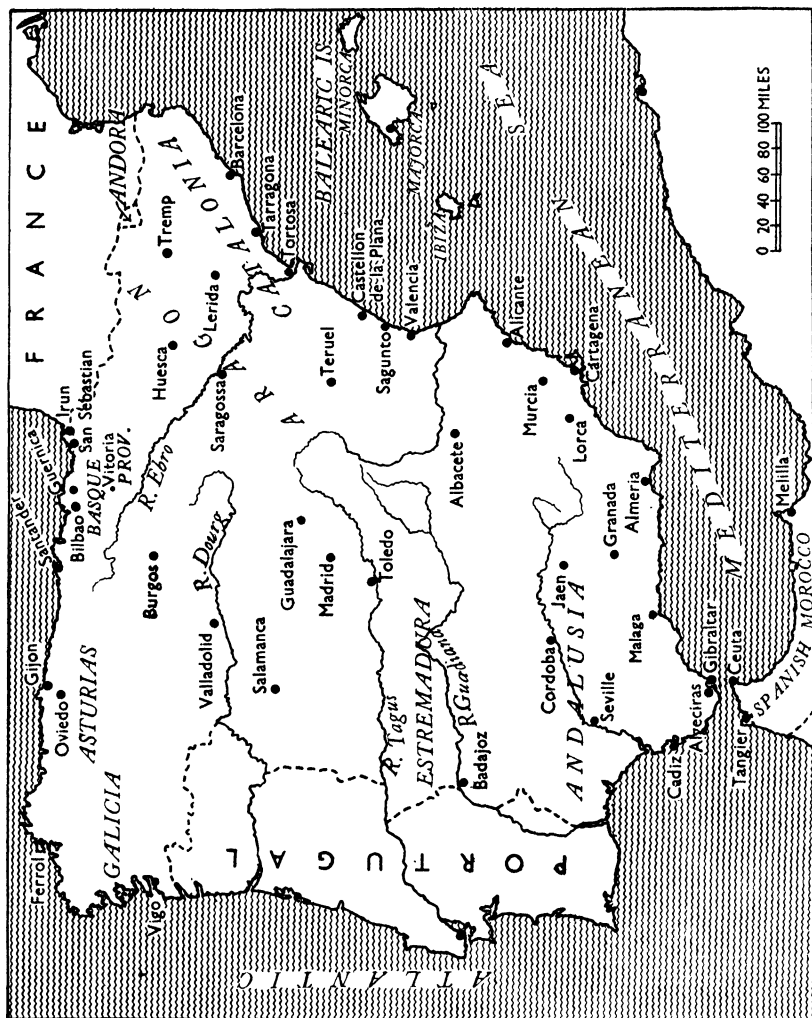 FRANCE
ANDORIA
CATALONIA
ARAGON
BASQUE
PROV.
ASTURIAS
GALICIA
PORTUGAL
ESTREMADURA
ANDALUSIA
ATLANTIC
MEDITERRANEAN
SEA
BALEARIC IS
MINORCA
MAJORCA
IBIZA
SPANISH MOROCCO
Ferrol
Vigo
Gijon
Oviedo
Santander
Bilbao
Guernica
Vitoria
Irun
San Sebastian
Burgos
Valladolid
Salamanca
R. Dourg
R. Ebro
Huesca
Tremp
Lerida
Saragossa
Barcelona
Tarragona
Tortosa
Castellon
de-la-Plana
Sagunto
Valencia
Teruel
Guadalajara
Madrid
Toledo
R. Tagus
R Guadiana
Badajoz
Albacete
Alicante
Murcia
Cartagena
Lorca
Almeria
Granada
Jaen
Cordoba
Seville
Malaga
Cadiz
Algeciras
Gibraltar
Ceuta
Tangier
Melilla
0 20 40 60 80 100 MILES